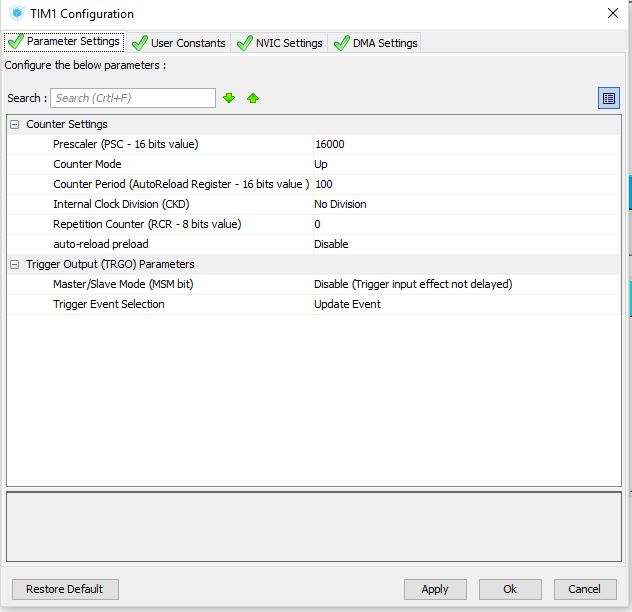 TIM1 Configuration
Parameter Settings User Constants NVIC Settings DMA Settings
Configure the below parameters :
Search : Search (Crtl+F)
Counter Settings
Prescaler (PSC - 16 bits value) 16000
Counter Mode Up
Counter Period (AutoReload Register - 16 bits value ) 100
Internal Clock Division (CKD) No Division
Repetition Counter (RCR - 8 bits value) 0
auto-reload preload Disable
Trigger Output (TRGO) Parameters
Master/Slave Mode (MSM bit) Disable (Trigger input effect not delayed)
Trigger Event Selection Update Event
Restore Default Apply Ok Cancel